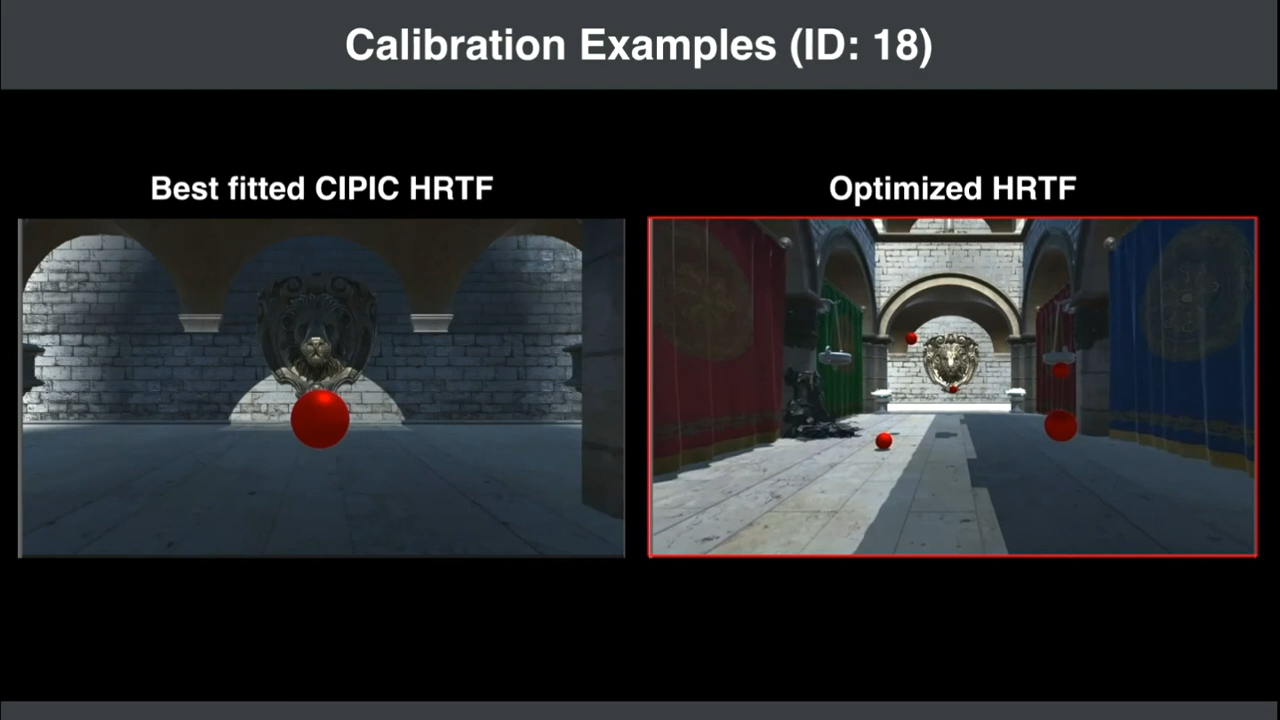 Calibration Examples (ID: 18)
Best fitted CIPIC HRTF
Optimized HRTF